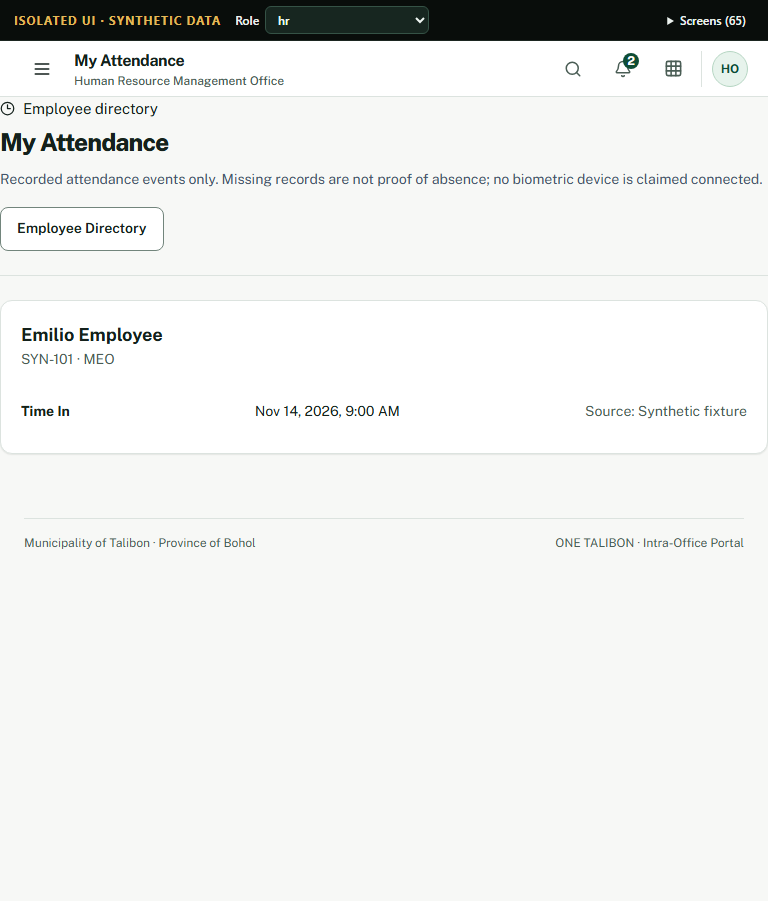 ISOLATED UI · SYNTHETIC DATA Role hr Screens (65)
My Attendance
Human Resource Management Office
2
HO
Employee directory
My Attendance
Recorded attendance events only. Missing records are not proof of absence; no biometric device is claimed connected.
Employee Directory
Emilio Employee
SYN-101 · MEO
Time In Nov 14, 2026, 9:00 AM Source: Synthetic fixture
Municipality of Talibon · Province of Bohol ONE TALIBON · Intra-Office Portal